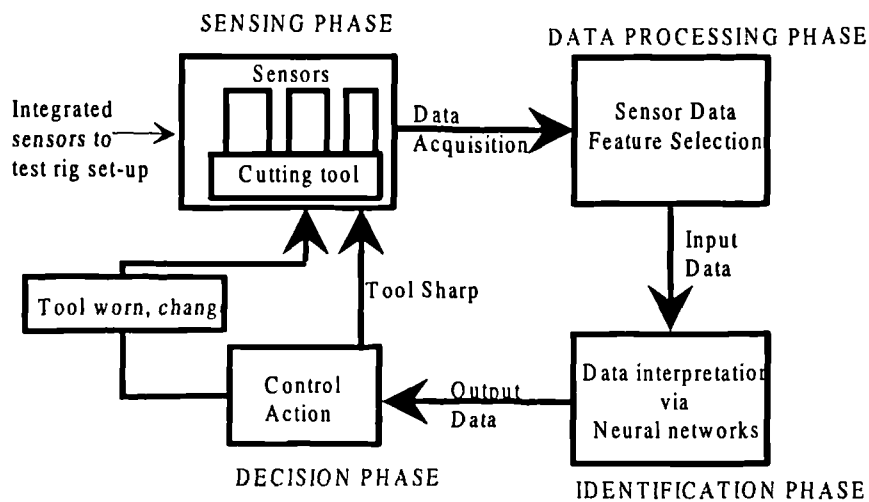 SENSING PHASE
DATA PROCESSING PHASE
Sensors
Integrated
sensors to
test rig set-up
Cutting tool
Data
Acquisition
Sensor Data
Feature Selection
Input
Data
Tool worn, chang
Tool Sharp
Control
Action
Output
Data
Data interpretation
via
Neural networks
DECISION PHASE
IDENTIFICATION PHASE